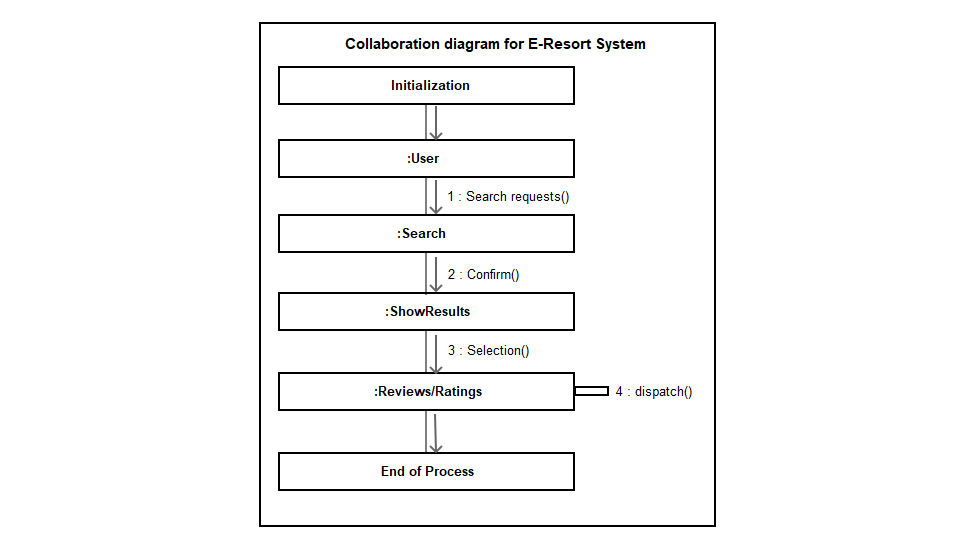 Collaboration diagram for E-Resort System
Initialization
:User
1 : Search requests()
:Search
2 : Confirm()
:ShowResults
3 : Selection()
:Reviews/Ratings
4 : dispatch()
End of Process